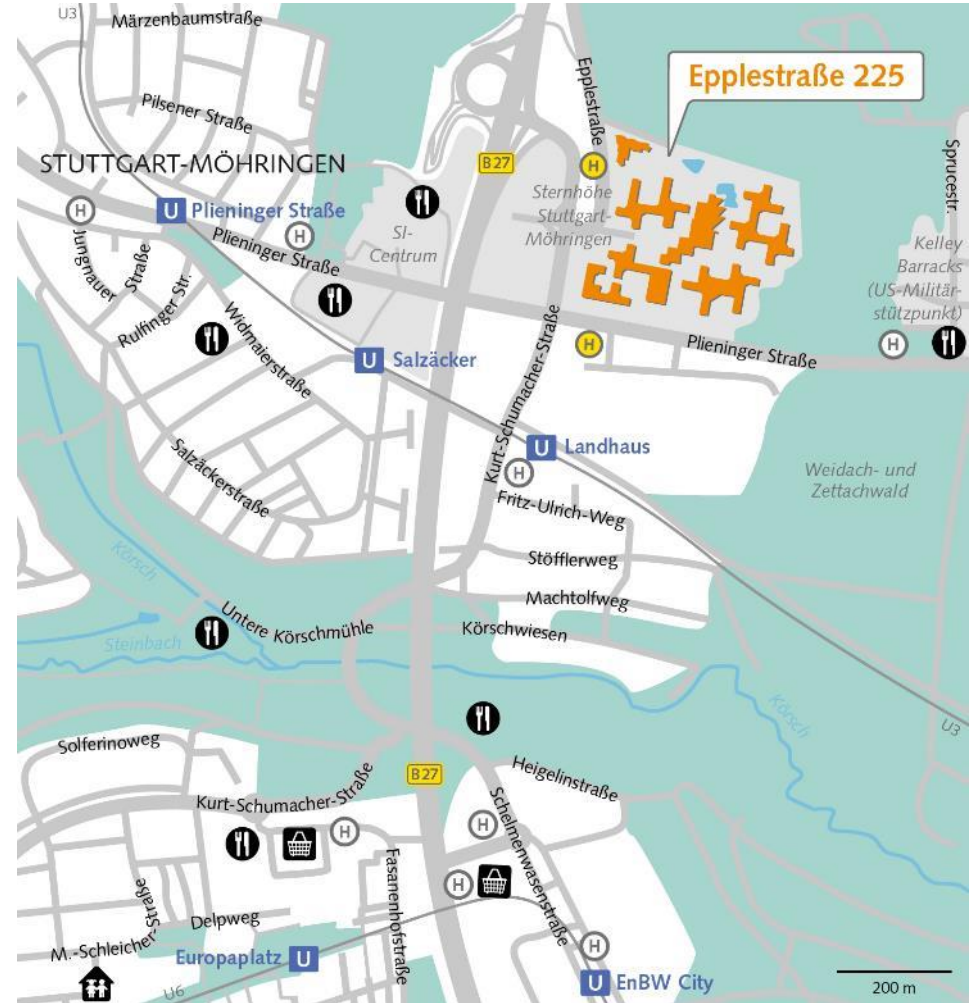 U3
Märzenbaumstraße
Epplestraße
Epplestraße 225
Pilsener Straße
STUTTGART-MÖHRINGEN
B27
H
Sprucestr.
H
U Plieninger Straße
H
Sternhöhe
Stuttgart-
Möhringen
SI-
Centrum
Plieninger Straße
Jungnauer
Straße
Rulfinger Str.
Widmaierstraße
Kelley
Barracks
(US-Militär-
stützpunkt)
H
H
Plieninger Straße
U Salzäcker
Kurt-Schumacher-Straße
U Landhaus
H
Salzäckerstraße
Weidach- und
Zettachwald
Fritz-Ulrich-Weg
Stöfflerweg
Körsch
Machtolfweg
Untere Körschmühle
Körschwiesen
Steinbach
Körsch
U3
Solferinoweg
B27
Heigelinstraße
Kurt-Schumacher-Straße
H
H
Schelmenwasenstraße
Fasanenhofstraße
H
Delpweg
M.-Schleicher-Straße
H
Europaplatz U
U EnBW City
U6
200 m